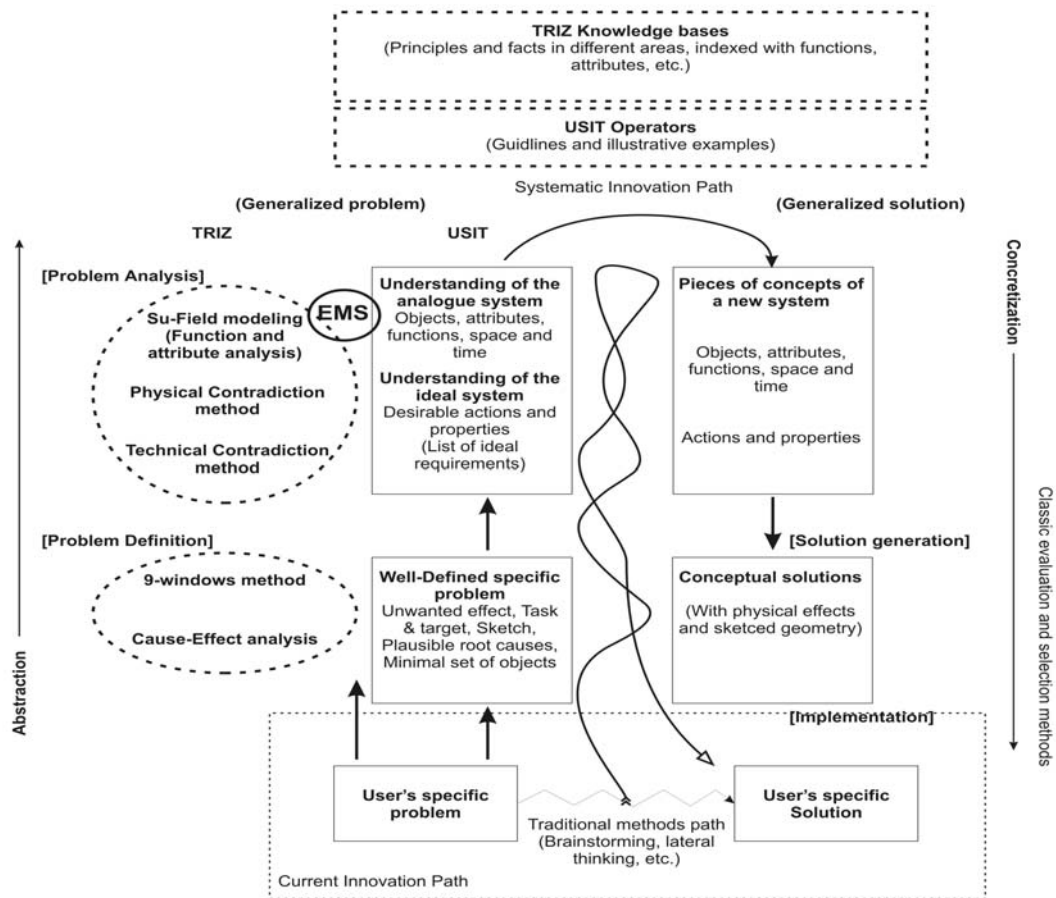 TRIZ Knowledge bases
(Principles and facts in different areas, indexed with functions,
attributes, etc.)
USIT Operators
(Guidlines and illustrative examples)
Systematic Innovation Path
(Generalized problem)
(Generalized solution)
TRIZ
USIT
[Problem Analysis]
Su-Field modeling
(Function and
attribute analysis)
Physical Contradiction
method
Technical Contradiction
method
EMS
Understanding of the
analogue system
Objects, attributes,
functions, space and
time
Understanding of the
ideal system
Desirable actions and
properties
(List of ideal
requirements)
Pieces of concepts of
a new system
Objects, attributes,
functions, space and
time
Actions and properties
[Problem Definition]
9-windows method
Cause-Effect analysis
Well-Defined specific
problem
Unwanted effect, Task
& target, Sketch,
Plausible root causes,
Minimal set of objects
[Solution generation]
Conceptual solutions
(With physical effects
and sketced geometry)
[Implementation]
User's specific
problem
Traditional methods path
(Brainstorming, lateral
thinking, etc.)
User's specific
Solution
Current Innovation Path
Abstraction
Concretization
Classic evaluation and selection methods